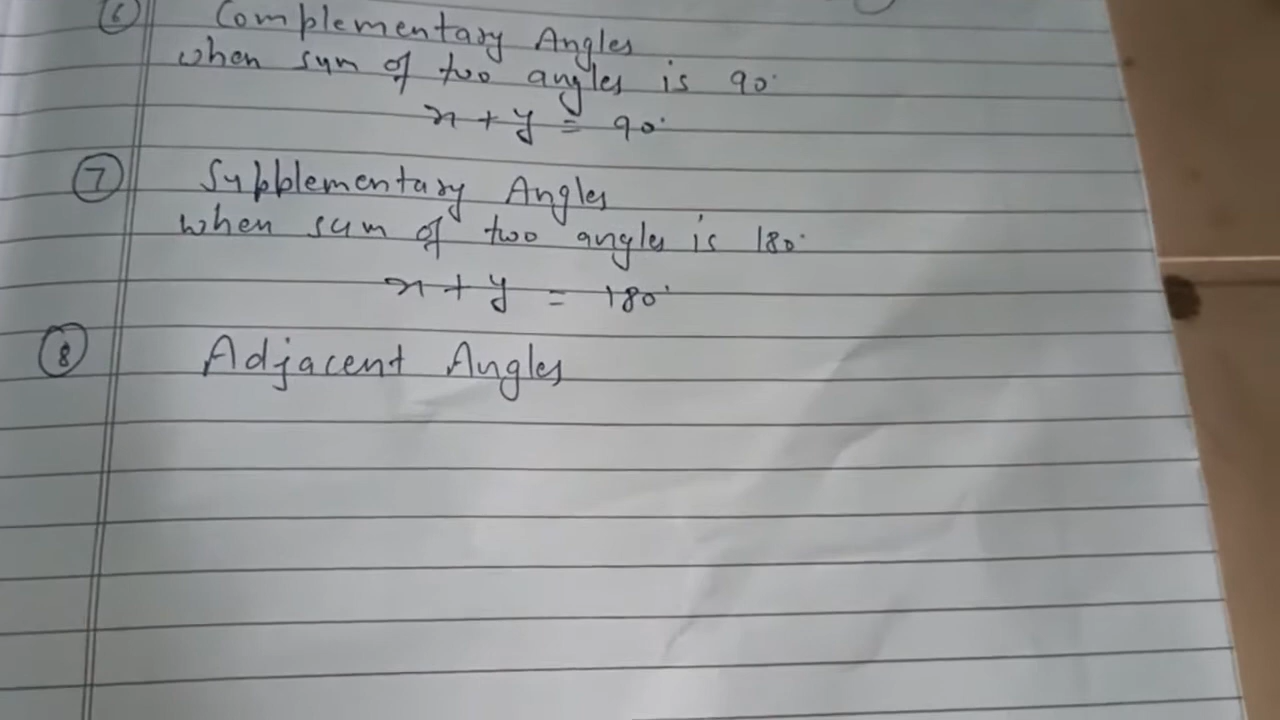 6 Complementary Angles
when sum of two angles is 90°
x + y = 90°
7 Supplementary Angles
when sum of two angles is 180°
x + y = 180°
8 Adjacent Angles